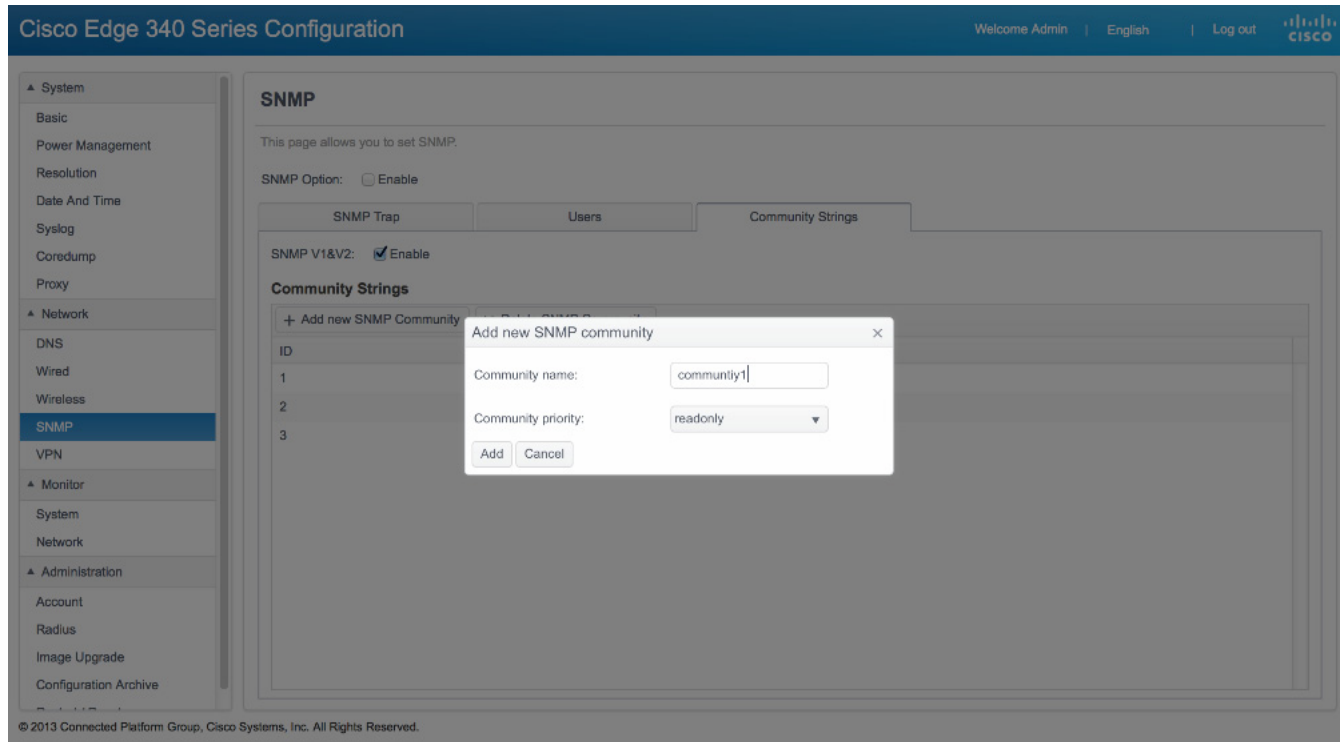 Cisco Edge 340 Series Configuration
Welcome Admin | English | Log out
CISCO
System
Basic
Power Management
Resolution
Date And Time
Syslog
Coredump
Proxy
Network
DNS
Wired
Wireless
SNMP
VPN
Monitor
System
Network
Administration
Account
Radius
Image Upgrade
Configuration Archive
SNMP
This page allows you to set SNMP.
SNMP Option: Enable
SNMP Trap Users Community Strings
SNMP V1&V2: Enable
Community Strings
+ Add new SNMP Community
ID
1
2
3
Add new SNMP community ×
Community name: communtiy1
Community priority: readonly
Add Cancel
© 2013 Connected Platform Group, Cisco Systems, Inc. All Rights Reserved.